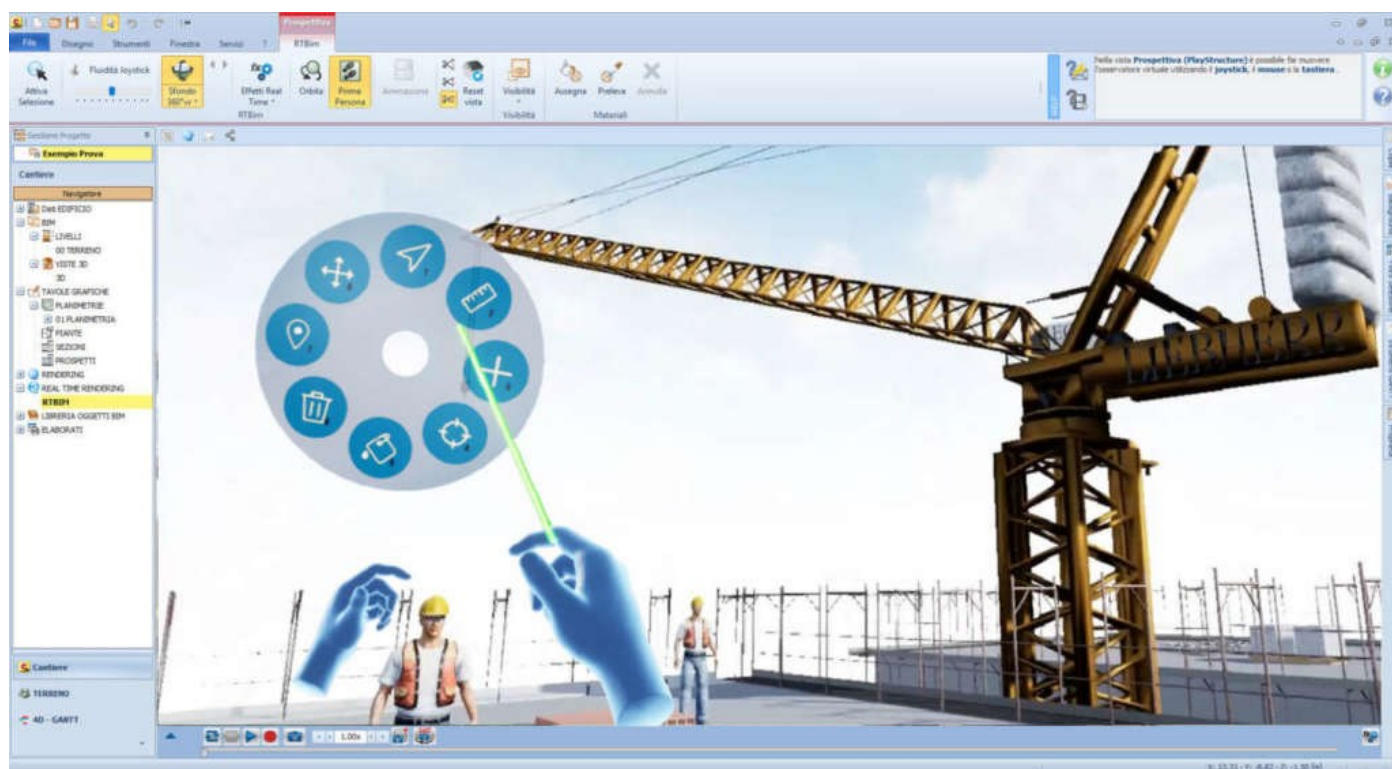 Prospettiva
File Disegno Strumenti Finestra Servizi ? RTBim
Attiva Selezione
Fluidità Joystick
Sfondo 360°
Effetti Real Time
Orbita
Prima Persona
Animazione
Reset vista
Visibilità
Assegna
Preleva
Annulla
RTBim
Visibilità
Materiali
HELP
Nella vista Prospettiva (PlayStructure) è possibile far muovere
l'osservatore virtuale utilizzando il joystick, il mouse o la tastiera.
Gestione Progetto
Esempio Prova
Cantiere
Navigatore
Dati EDIFICIO
BIM
LIVELLI
00 TERRENO
VISTE 3D
3D
TAVOLE GRAFICHE
PLANIMETRIE
01 PLANIMETRIA
PIANTE
SEZIONI
PROSPETTI
RENDERING
REAL TIME RENDERING
RTBIM
LIBRERIA OGGETTI BIM
ELABORATI
LIEBHERR
Cantiere
TERRENO
4D - GANTT
1.00x